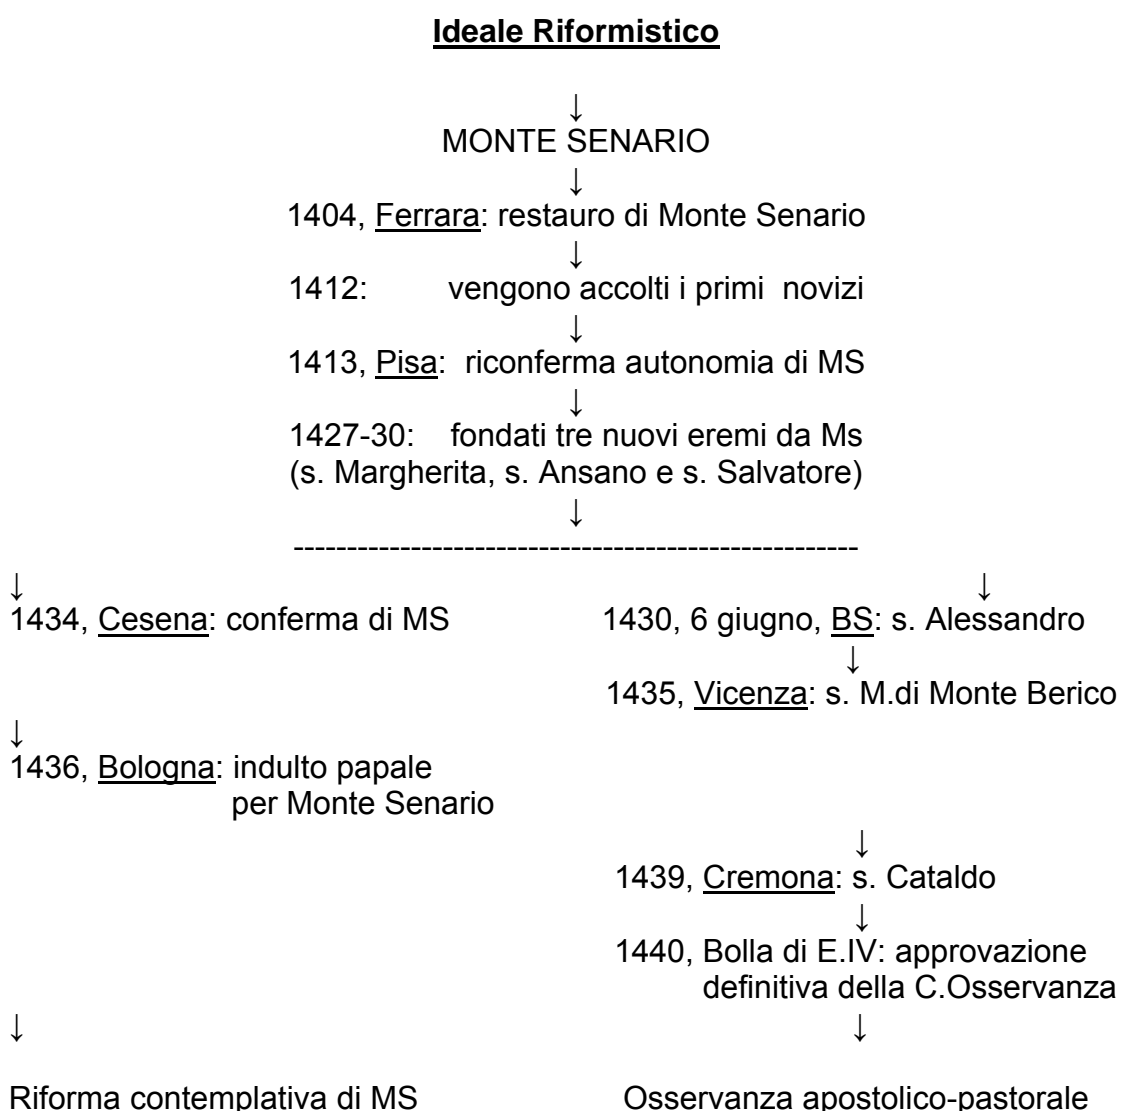 Ideale Riformistico
↓
MONTE SENARIO
↓
1404, Ferrara: restauro di Monte Senario
↓
1412: vengono accolti i primi novizi
↓
1413, Pisa: riconferma autonomia di MS
↓
1427-30: fondati tre nuovi eremi da Ms
(s. Margherita, s. Ansano e s. Salvatore)
↓
-----------------------------------------------------
↓ ↓
1434, Cesena: conferma di MS 1430, 6 giugno, BS: s. Alessandro
↓
1435, Vicenza: s. M.di Monte Berico
↓
1436, Bologna: indulto papale
per Monte Senario
↓
1439, Cremona: s. Cataldo
↓
1440, Bolla di E.IV: approvazione
definitiva della C.Osservanza
↓ ↓
Riforma contemplativa di MS Osservanza apostolico-pastorale